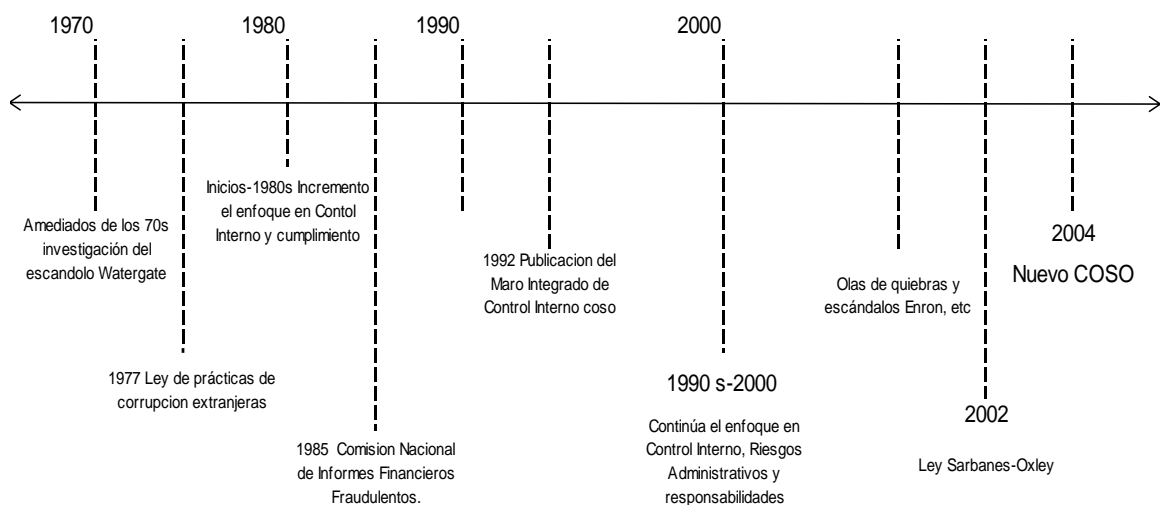 1970
1980
1990
2000
Amediados de los 70s
investigación del
escandolo Watergate
1977 Ley de prácticas de
corrupcion extranjeras
Inicios-1980s Incremento
el enfoque en Contol
Interno y cumplimiento
1985 Comision Nacional
de Informes Financieros
Fraudulentos.
1992 Publicacion del
Maro Integrado de
Control Interno coso
1990 s-2000
Continúa el enfoque en
Control Interno, Riesgos
Administrativos y
responsabilidades
Olas de quiebras y
escándalos Enron, etc
2002
Ley Sarbanes-Oxley
2004
Nuevo COSO